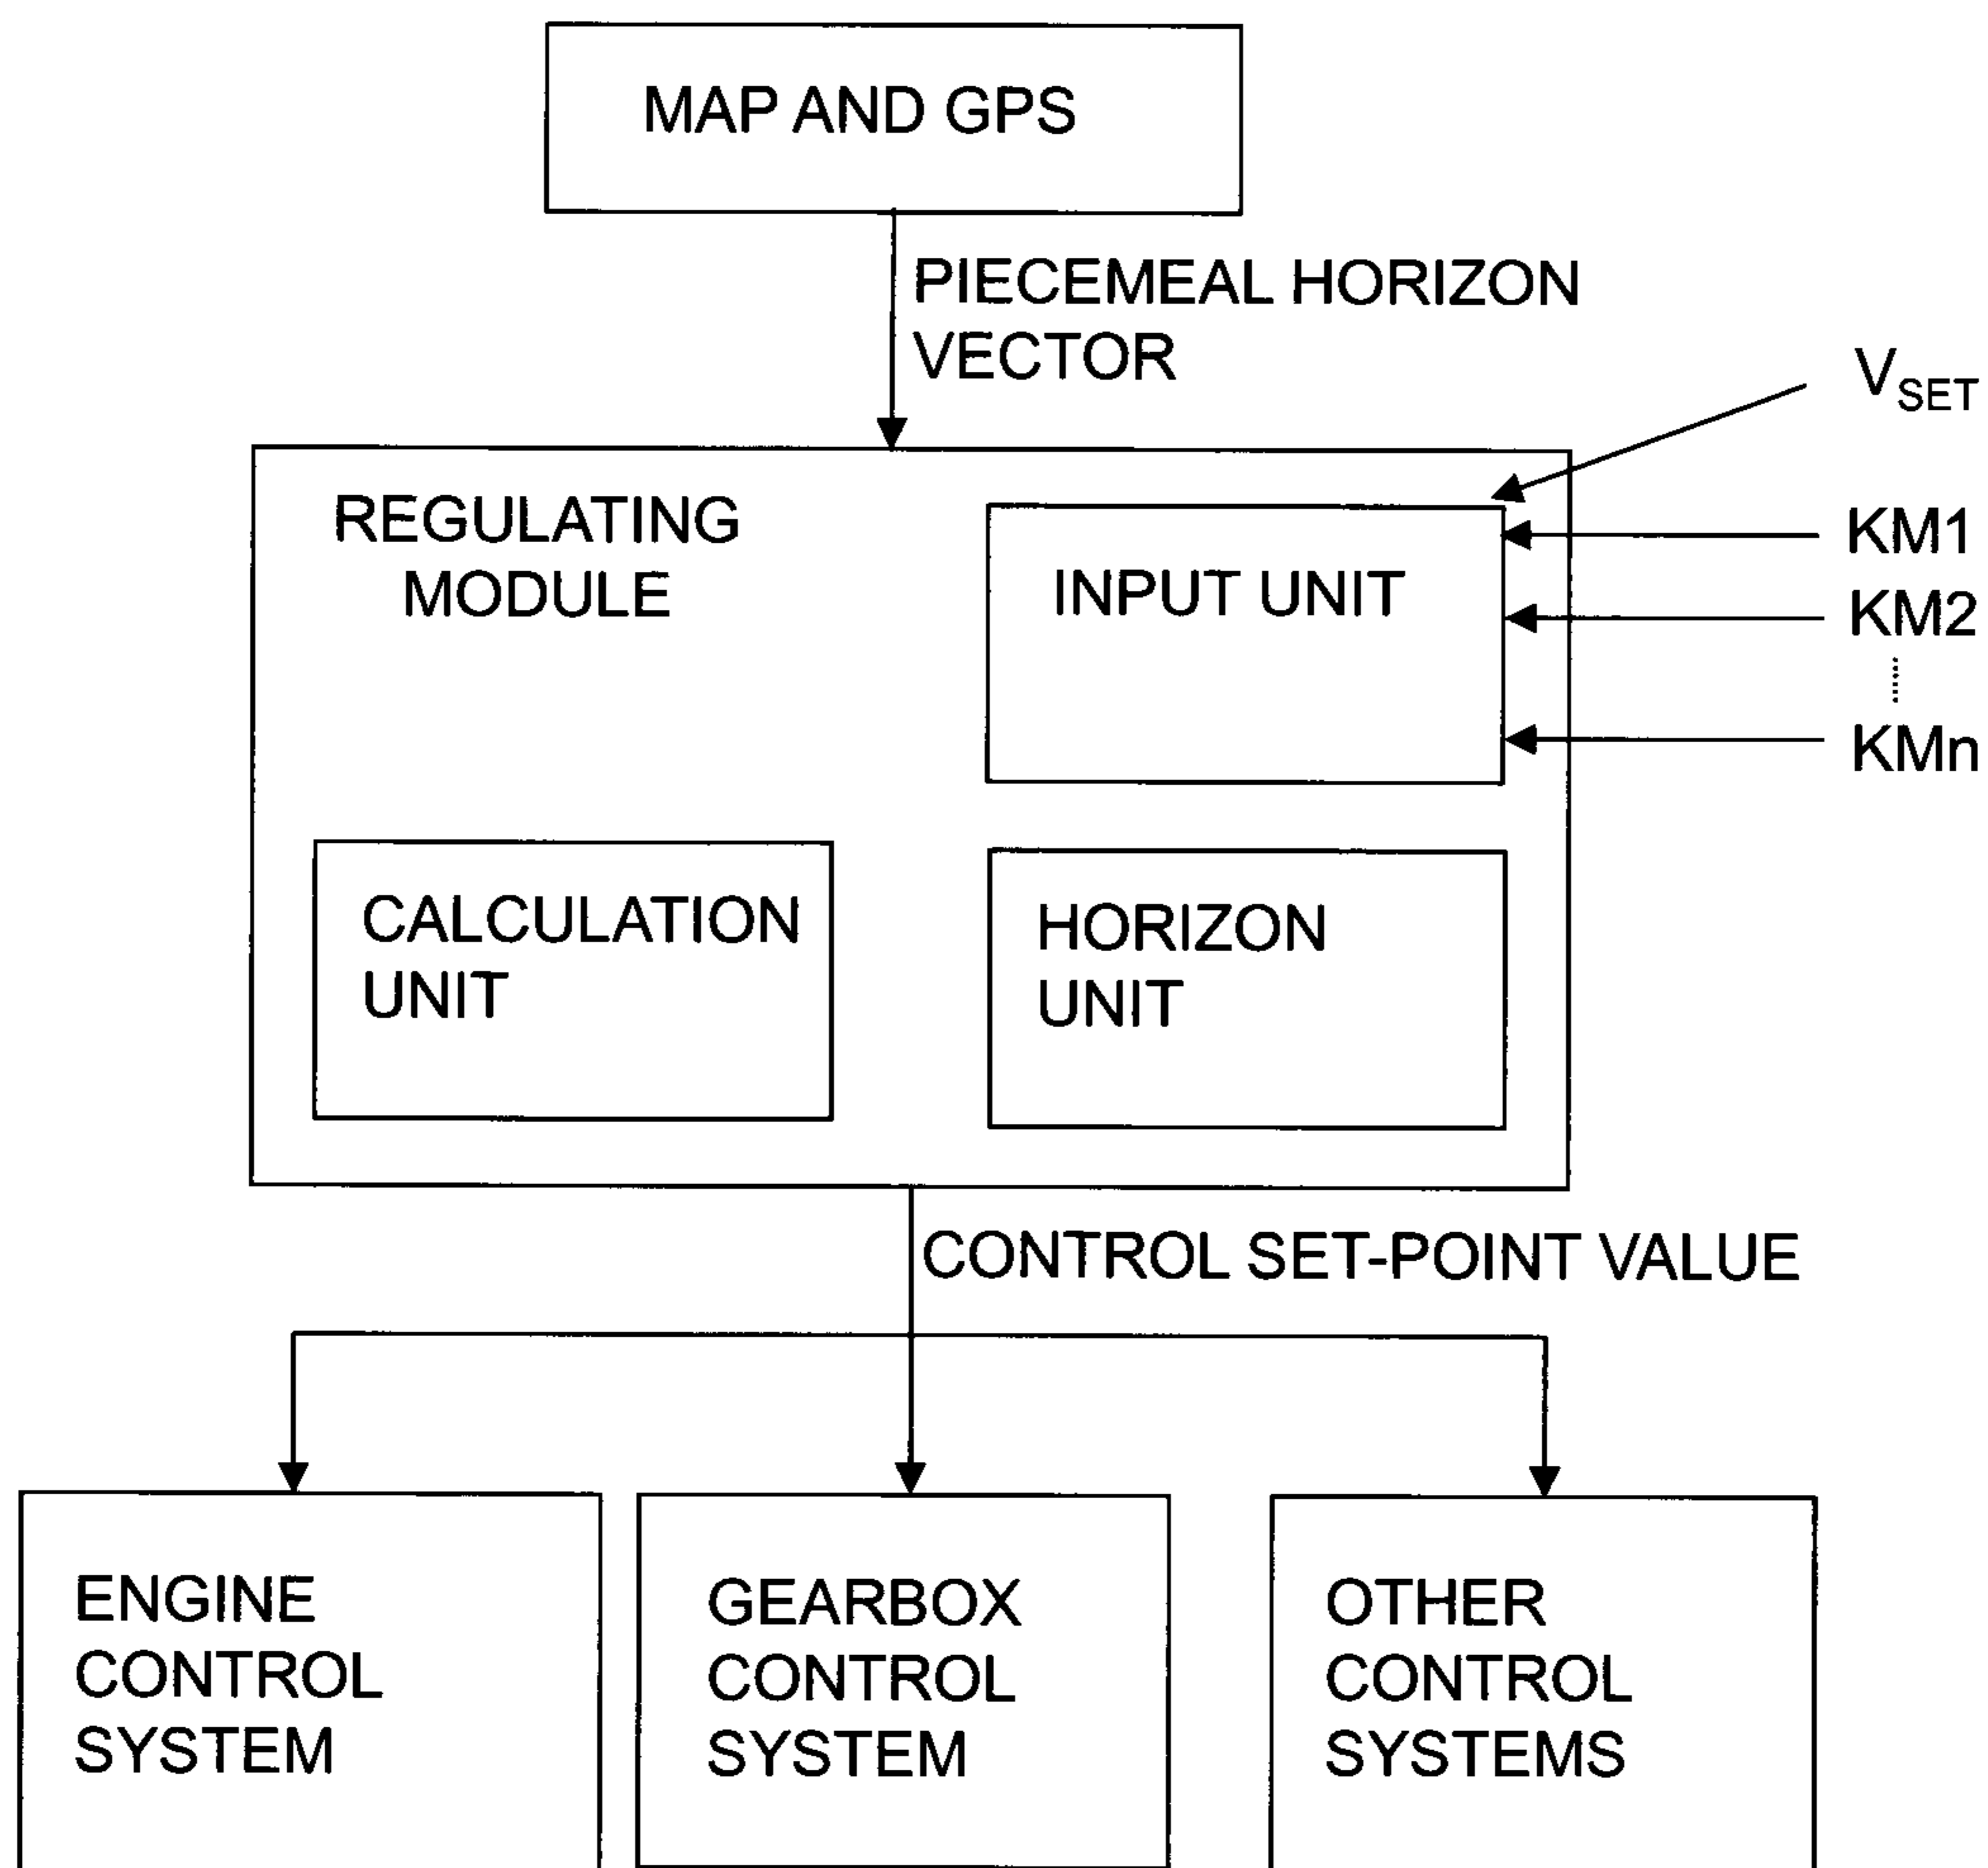 MAP AND GPS
PIECEMEAL HORIZON
VECTOR
V_SET
REGULATING
MODULE
INPUT UNIT
KM1
KM2
KMn
CALCULATION
UNIT
HORIZON
UNIT
CONTROL SET-POINT VALUE
ENGINE
CONTROL
SYSTEM
GEARBOX
CONTROL
SYSTEM
OTHER
CONTROL
SYSTEMS